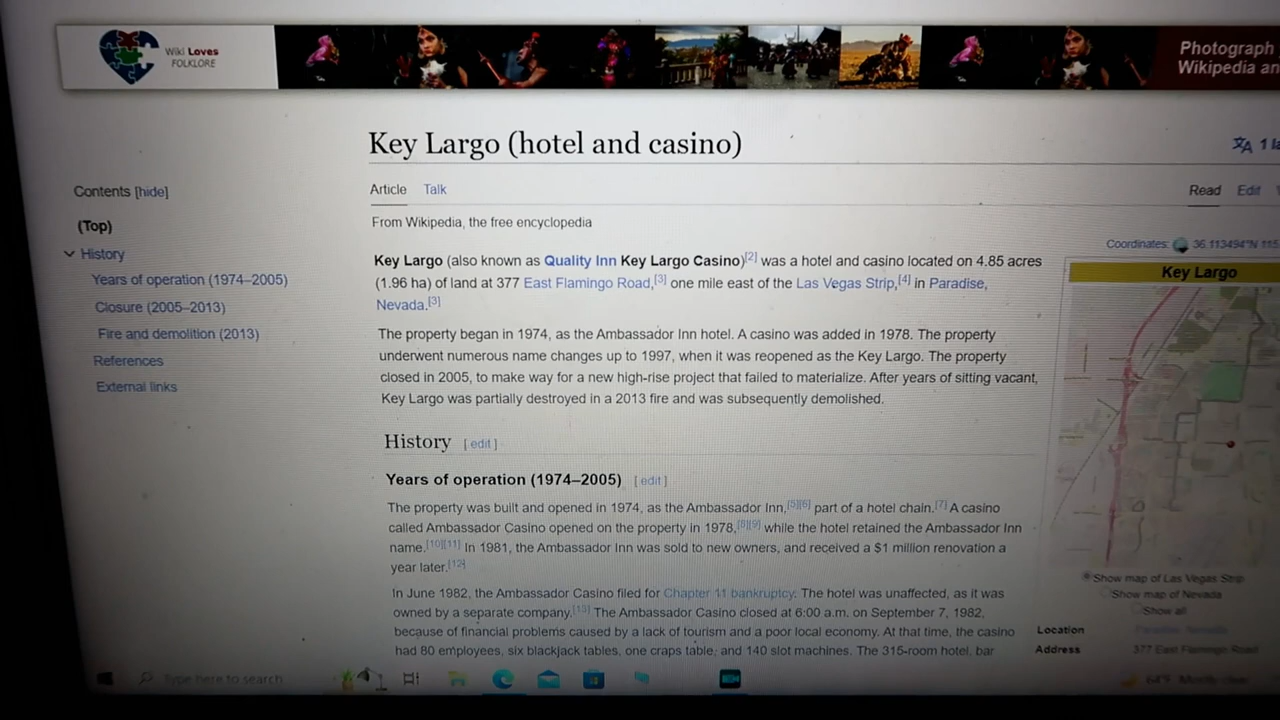 Wiki Loves
FOLKLORE
Photograph
Wikipedia an
Key Largo (hotel and casino)
Contents [hide]
(Top)
History
Years of operation (1974–2005)
Closure (2005–2013)
Fire and demolition (2013)
References
External links
Article Talk
Read Edit
From Wikipedia, the free encyclopedia
Coordinates: 36.113494°N 115
Key Largo (also known as Quality Inn Key Largo Casino)[2] was a hotel and casino located on 4.85 acres
(1.96 ha) of land at 377 East Flamingo Road,[3] one mile east of the Las Vegas Strip,[4] in Paradise,
Nevada.[3]
The property began in 1974, as the Ambassador Inn hotel. A casino was added in 1978. The property
underwent numerous name changes up to 1997, when it was reopened as the Key Largo. The property
closed in 2005, to make way for a new high-rise project that failed to materialize. After years of sitting vacant,
Key Largo was partially destroyed in a 2013 fire and was subsequently demolished.
History [ edit ]
Years of operation (1974–2005) [ edit ]
The property was built and opened in 1974, as the Ambassador Inn,[5][6] part of a hotel chain.[7] A casino
called Ambassador Casino opened on the property in 1978,[8][9] while the hotel retained the Ambassador Inn
name.[10][11] In 1981, the Ambassador Inn was sold to new owners, and received a $1 million renovation a
year later.[12]
In June 1982, the Ambassador Casino filed for Chapter 11 bankruptcy. The hotel was unaffected, as it was
owned by a separate company.[13] The Ambassador Casino closed at 6:00 a.m. on September 7, 1982,
because of financial problems caused by a lack of tourism and a poor local economy. At that time, the casino
had 80 employees, six blackjack tables, one craps table, and 140 slot machines. The 315-room hotel, bar
Key Largo
Show map of Las Vegas Strip
Show map of Nevada
Show all
Location Paradise, Nevada
Address 377 East Flamingo Road
Type here to search
64°F Mostly clear